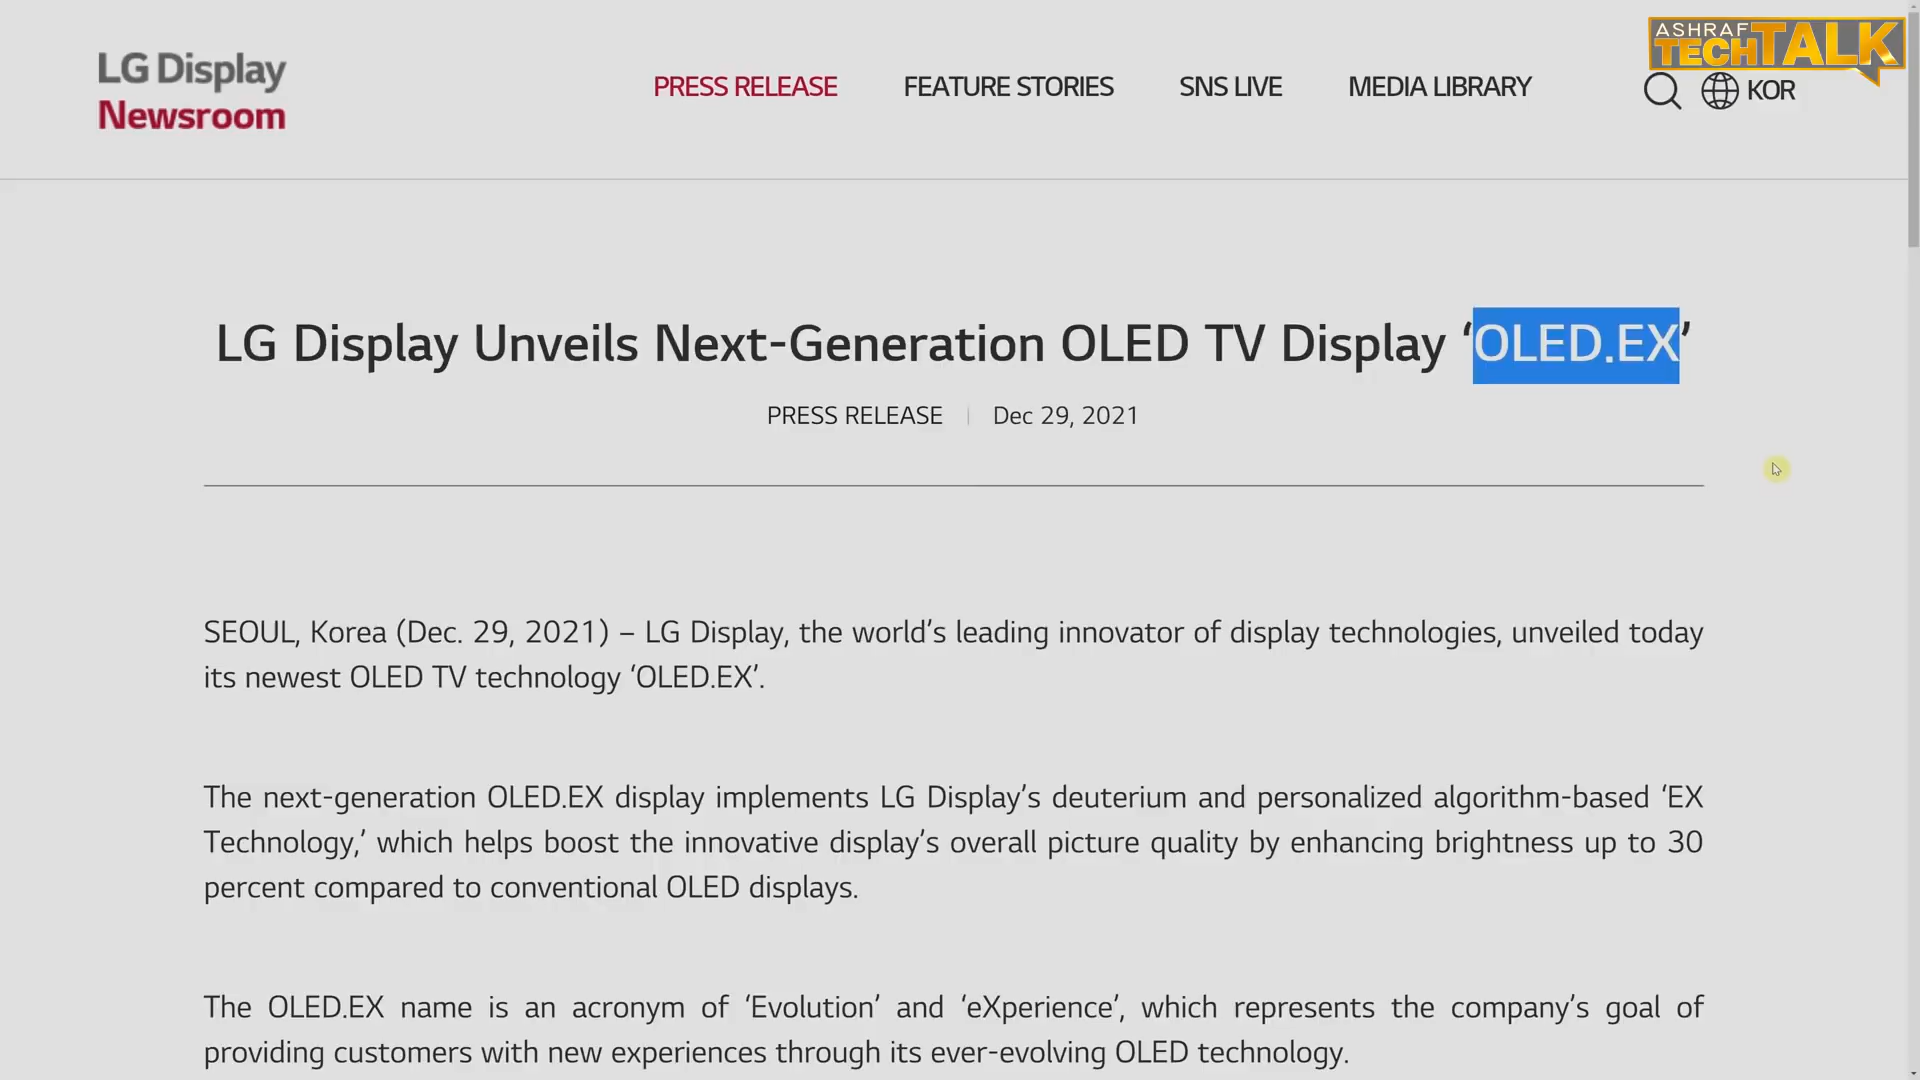 ASHRAF
TECHTALK
LG Display
Newsroom
PRESS RELEASE
FEATURE STORIES
SNS LIVE
MEDIA LIBRARY
KOR
LG Display Unveils Next-Generation OLED TV Display ‘OLED.EX’
PRESS RELEASE | Dec 29, 2021
SEOUL, Korea (Dec. 29, 2021) – LG Display, the world’s leading innovator of display technologies, unveiled today
its newest OLED TV technology ‘OLED.EX’.
The next-generation OLED.EX display implements LG Display’s deuterium and personalized algorithm-based ‘EX
Technology,’ which helps boost the innovative display’s overall picture quality by enhancing brightness up to 30
percent compared to conventional OLED displays.
The OLED.EX name is an acronym of ‘Evolution’ and ‘eXperience’, which represents the company’s goal of
providing customers with new experiences through its ever-evolving OLED technology.